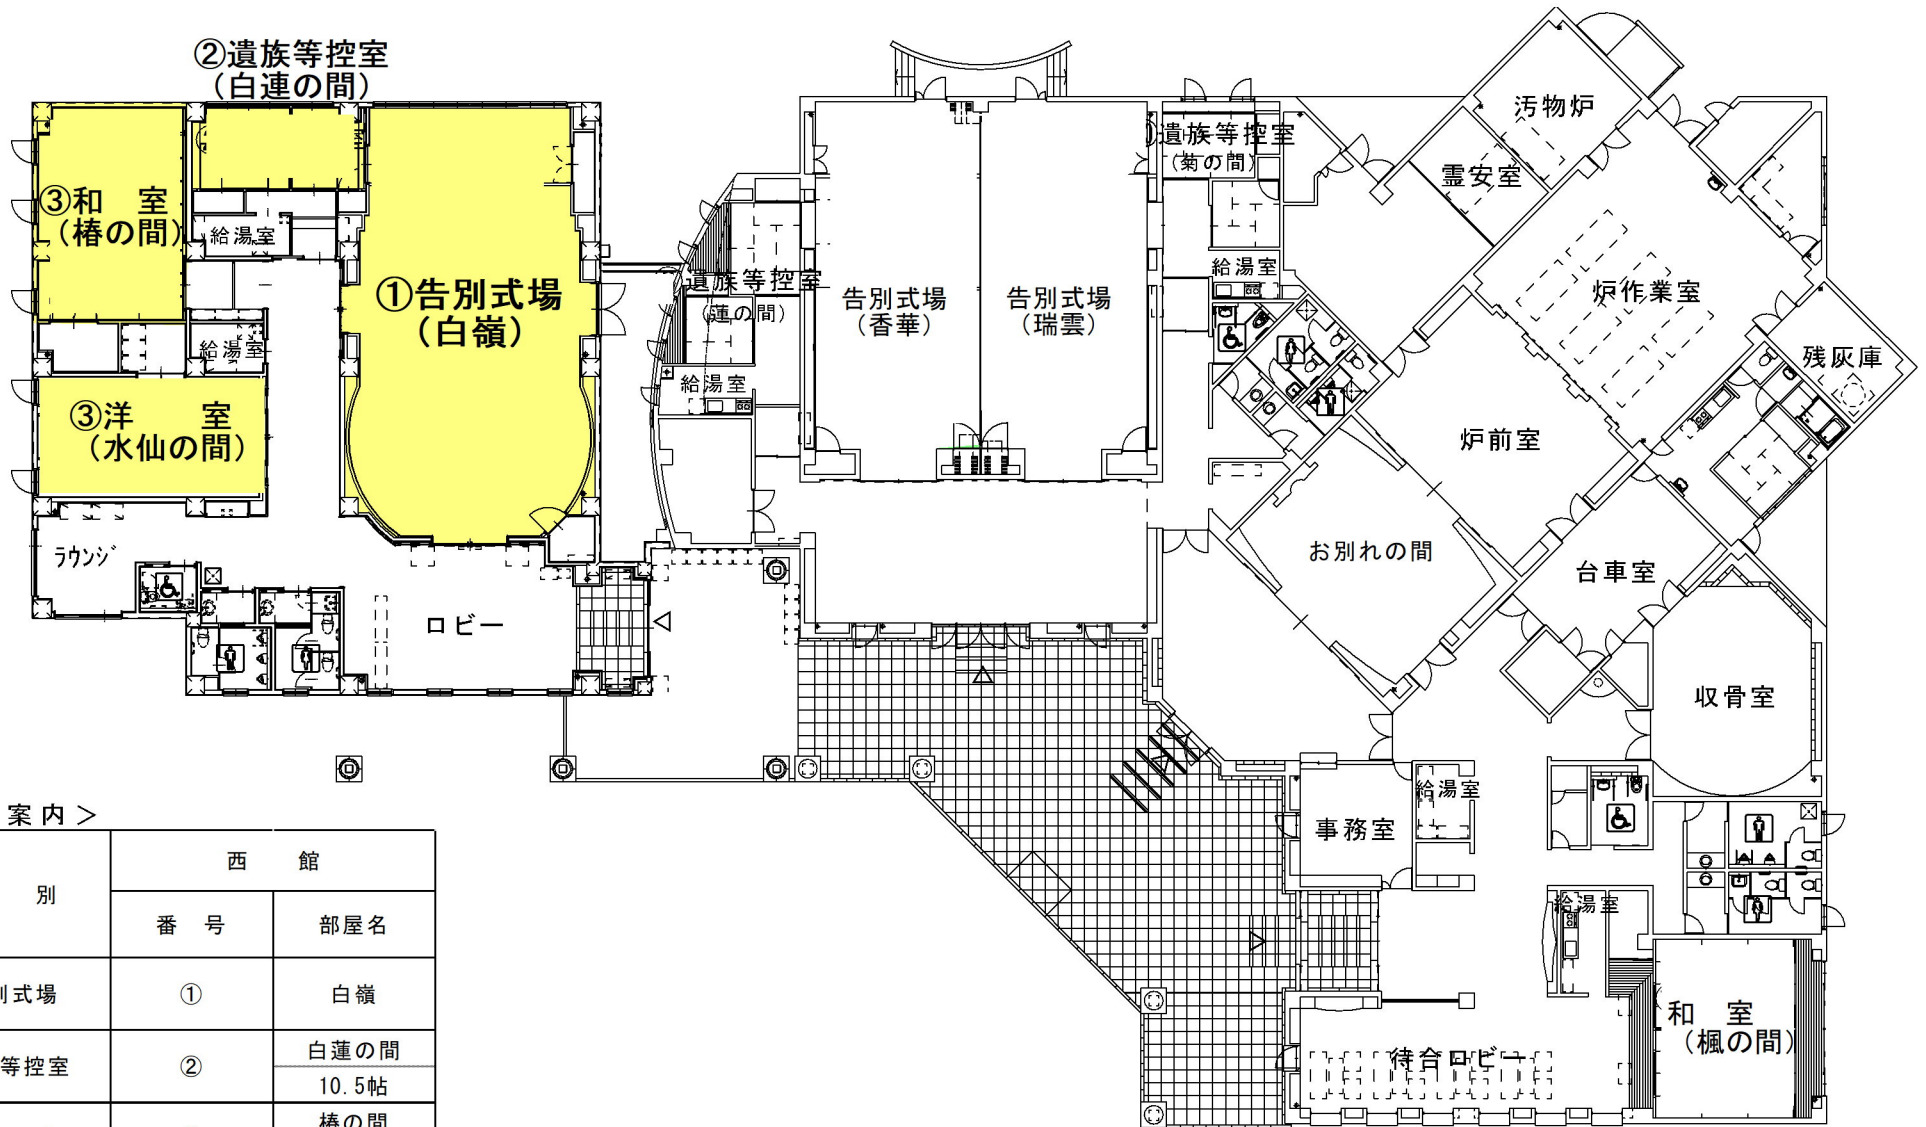 ②遺族等控室
（白連の間）
③和　室
（椿の間）
給湯室
①告別式場
（白嶺）
給湯室
③洋　室
（水仙の間）
ラウンジ
ロビー
遺族等控室
（蓮の間）
給湯室
告別式場
（香華）
告別式場
（瑞雲）
遺族等控室
（菊の間）
給湯室
汚物炉
霊安室
炉作業室
残灰庫
炉前室
お別れの間
台車室
収骨室
事務室
給湯室
給湯室
待合ロビー
和　室
（楓の間）
案内＞
別
西　館
番　号
部屋名
式場
①
白嶺
等控室
②
白蓮の間
10.5帖
椿の間